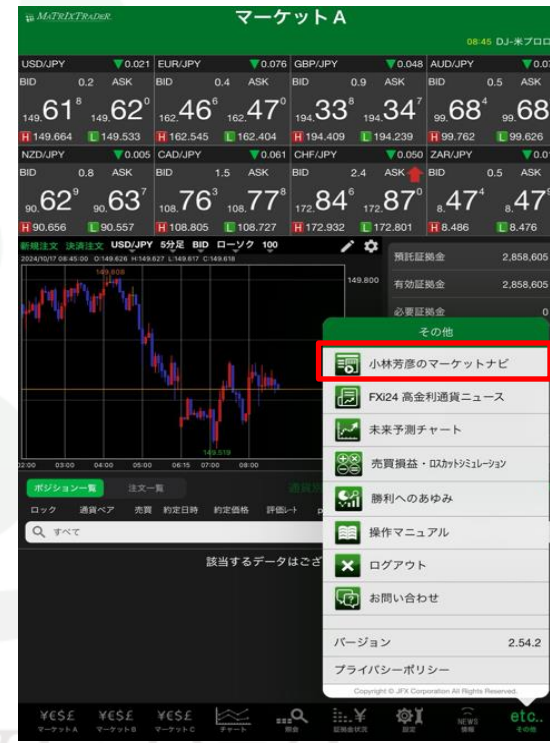 MATRIXTRADER
マーケット A
08:45 DJ-米プロロ
USD/JPY ▼0.021 EUR/JPY ▼0.076 GBP/JPY ▼0.048 AUD/JPY
BID 0.2 ASK BID 0.4 ASK BID 0.9 ASK BID 0.5 ASK
149.61⁸ 149.62⁰ 162.46⁶ 162.47⁰ 194.33⁸ 194.34⁷ 99.68⁴ 99.68
H 149.664 L 149.533 H 162.545 L 162.404 H 194.409 L 194.239 H 99.762 L 99.626
NZD/JPY ▼0.005 CAD/JPY ▼0.061 CHF/JPY ▼0.050 ZAR/JPY
BID 0.8 ASK BID 1.5 ASK BID 2.4 ASK BID 0.5 ASK
90.62⁹ 90.63⁷ 108.76³ 108.77⁸ 172.84⁶ 172.87⁰ 8.47⁴ 8.47
H 90.656 L 90.557 H 108.805 L 108.727 H 172.932 L 172.801 H 8.486 L 8.476
新規注文 決済注文 USD/JPY 5分足 BID ローソク 100
2024/10/17 08:45:00 O:149.626 H:149.627 L:149.617 C:149.618
149.808
149.800
149.519
02:00 03:00 04:00 05:00 06:15 07:00 08:00
預託証拠金 2,858,605
有効証拠金 2,858,605
必要証拠金 0
ポジション一覧 注文一覧 通貨別
ロック 通貨ペア 売買 約定日時 約定価格 評価レート
すべて
該当するデータはござ
その他
小林芳彦のマーケットナビ
FXi24 高金利通貨ニュース
未来予測チャート
売買損益・ロスカットシミュレーション
勝利へのあゆみ
操作マニュアル
ログアウト
お問い合わせ
バージョン 2.54.2
プライバシーポリシー
Copyright © JFX Corporation All Rights Reserved.
¥€$£ ¥€$£ ¥€$£ ¥ NEWS etc..
マーケットA マーケットB マーケットC チャート 照会 証拠金状況 設定 情報 その他